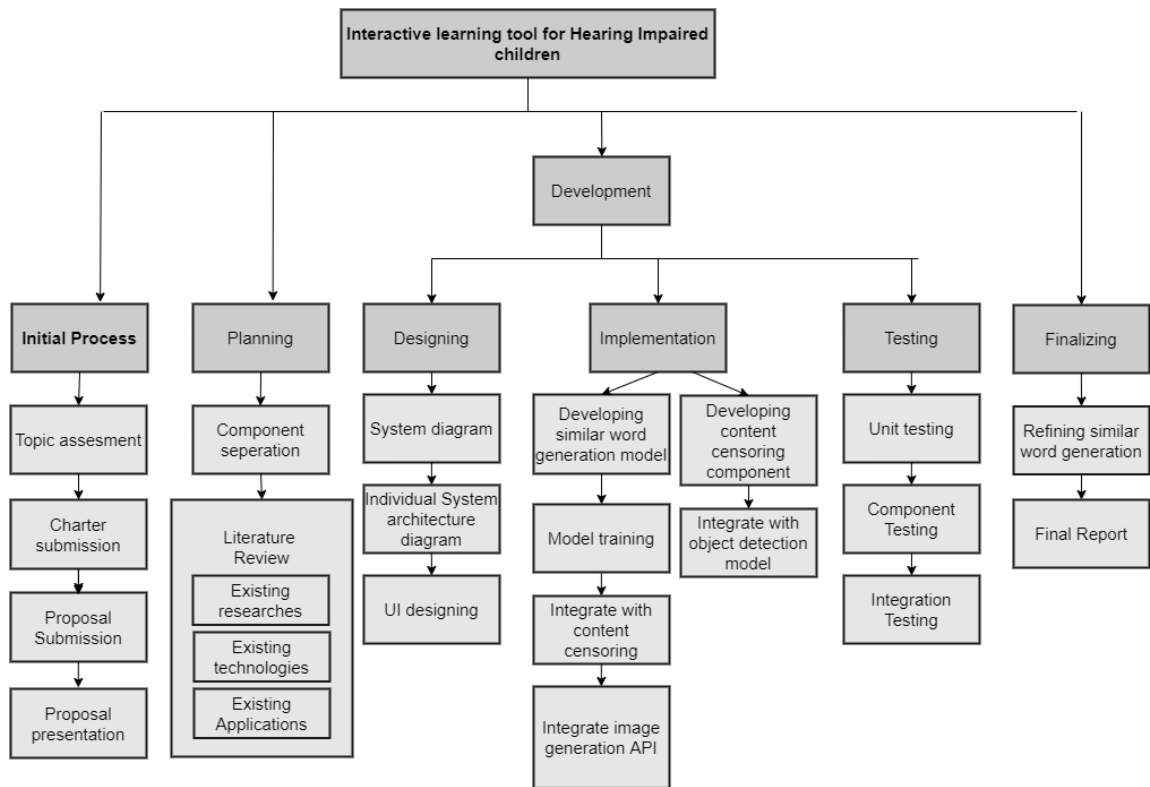 Interactive learning tool for Hearing Impaired
children
Development
Initial Process
Planning
Designing
Implementation
Testing
Finalizing
Topic assesment
Charter
submission
Proposal
Submission
Proposal
presentation
Component
seperation
Literature
Review
Existing
researches
Existing
technologies
Existing
Applications
System diagram
Individual System
architecture
diagram
UI designing
Developing
similar word
generation model
Model training
Integrate with
content
censoring
Integrate image
generation API
Developing
content
censoring
component
Integrate with
object detection
model
Unit testing
Component
Testing
Integration
Testing
Refining similar
word generation
Final Report